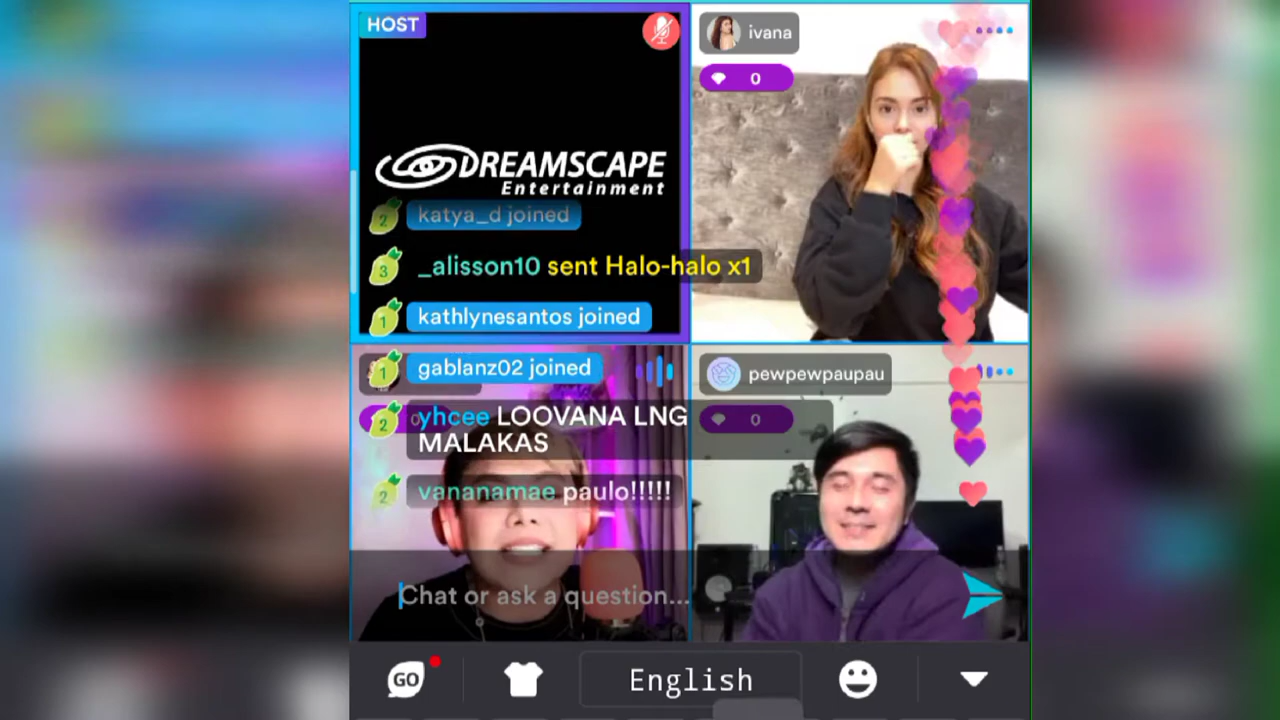 HOST
ivana
0
DREAMSCAPE
Entertainment
katya_d joined
2
_alisson10 sent Halo-halo x1
3
kathlynesantos joined
1
gablanz02 joined
1
pewpewpaupau
0
yhcee LOOVANA LNG
MALAKAS
2
0
vananamae paulo!!!!!
2
Chat or ask a question...
GO
English